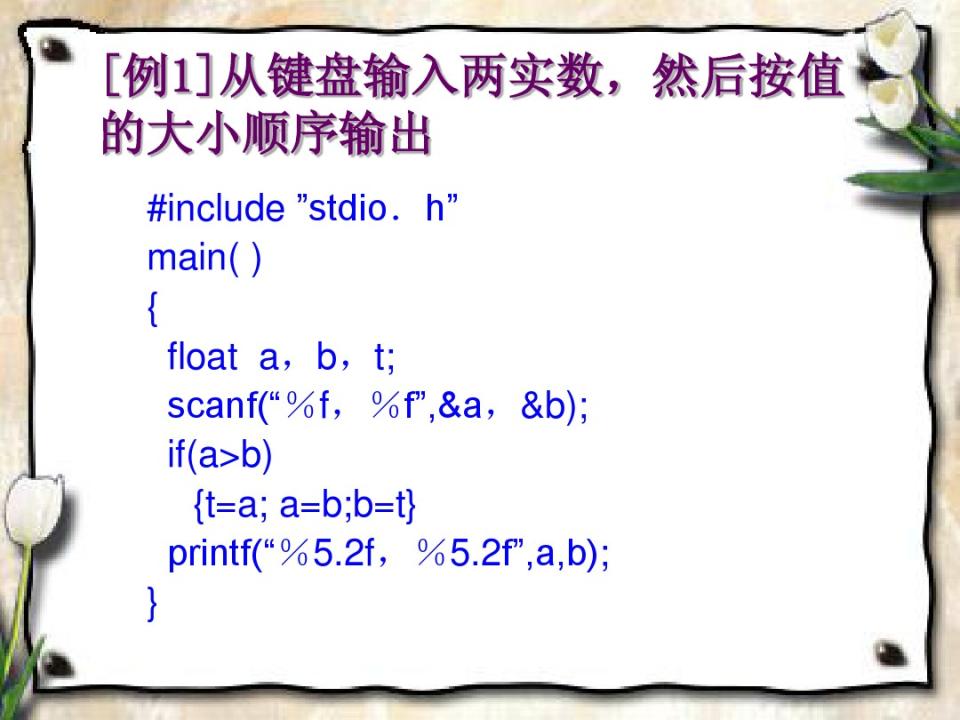 [例1]从键盘输入两实数，然后按值
的大小顺序输出
#include ”stdio．h”
main( )
{
float a，b，t;
scanf(“％f，％f”,&a，&b);
if(a>b)
{t=a; a=b;b=t}
printf(“％5.2f，％5.2f”,a,b);
}